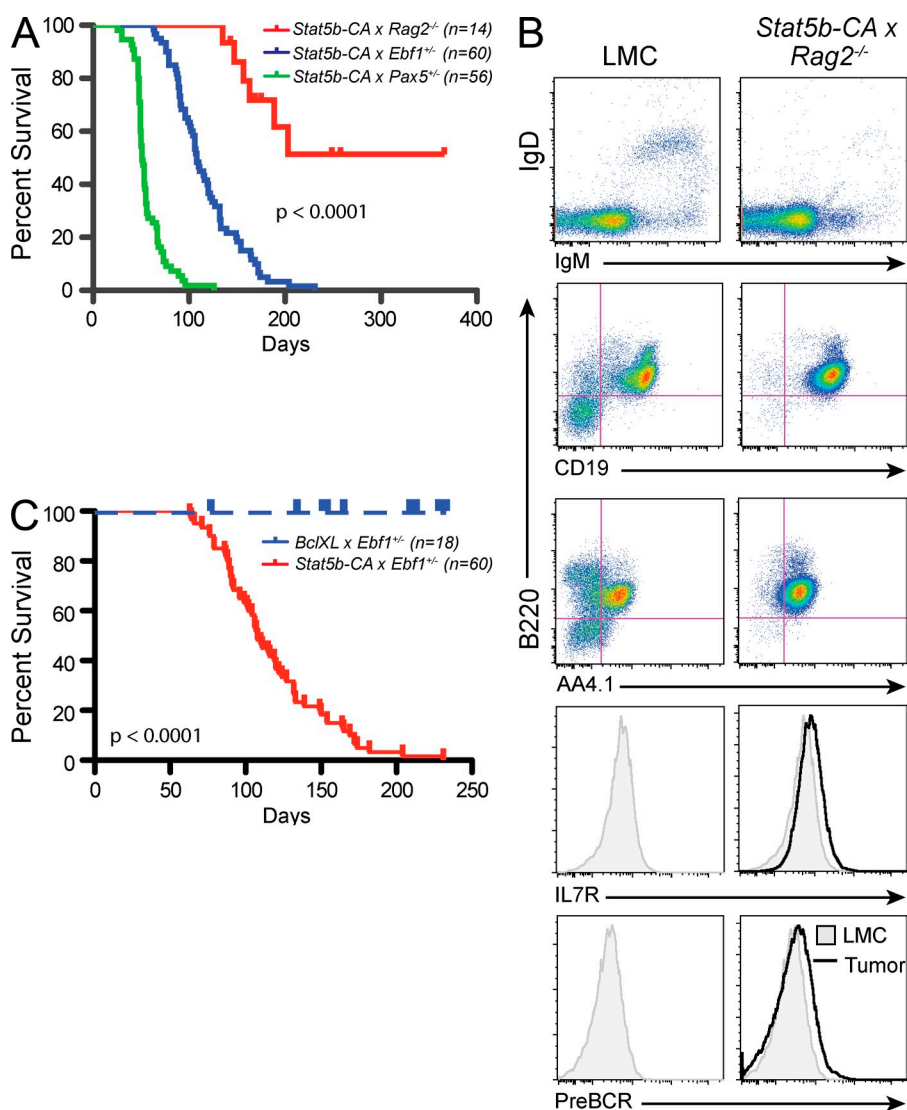 A
Stat5b-CA x Rag2-/- (n=14)
Stat5b-CA x Ebf1+/- (n=60)
Stat5b-CA x Pax5+/- (n=56)
Percent Survival
100
80
60
40
20
0
p < 0.0001
0 100 200 300 400
Days
B
LMC
Stat5b-CA x
Rag2-/-
IgD
IgM
CD19
B220
AA4.1
IL7R
LMC
Tumor
PreBCR
C
BclXL x Ebf1+/- (n=18)
Stat5b-CA x Ebf1+/- (n=60)
Percent Survival
100
80
60
40
20
0
p < 0.0001
0 50 100 150 200 250
Days